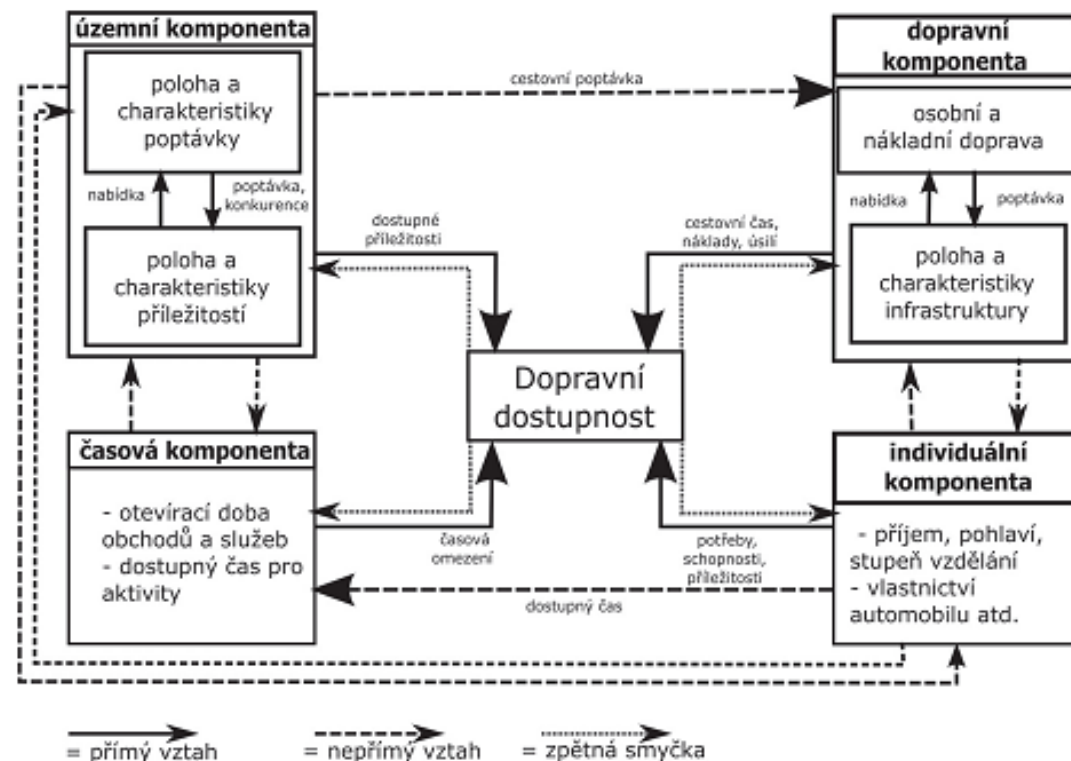 územní komponenta
poloha a
charakteristiky
poptávky
nabídka
poptávka,
konkurence
poloha a
charakteristiky
příležitostí
cestovní poptávka
dopravní
komponenta
osobní a
nákladní doprava
nabídka
poptávka
poloha a
charakteristiky
infrastruktury
dostupné
příležitosti
cestovní čas,
náklady, úsilí
Dopravní
dostupnost
časová komponenta
- otevírací doba
obchodů a služeb
- dostupný čas pro
aktivity
časová
omezení
potřeby,
schopnosti,
příležitosti
dostupný čas
individuální
komponenta
- příjem, pohlaví,
stupeň vzdělání
- vlastnictví
automobilu atd.
= přímý vztah
= nepřímý vztah
= zpětná smyčka